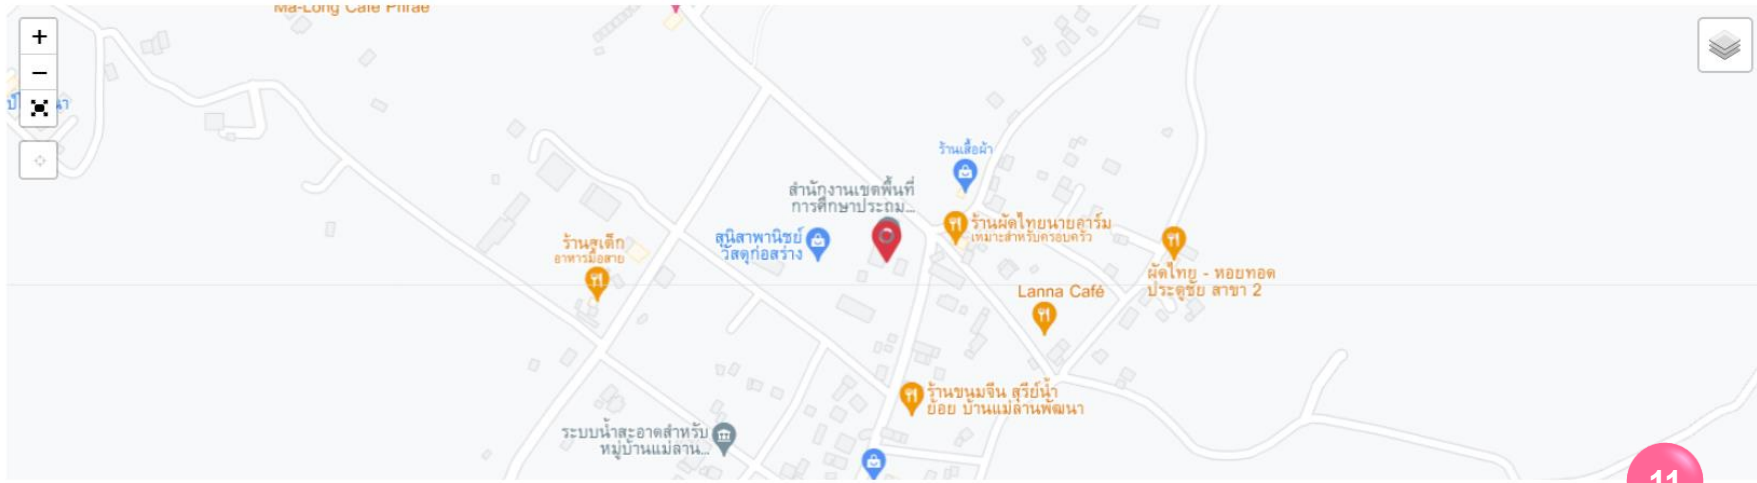 Ma-Long Cafe Phrae
+
−
ร้านเสื้อผ้า
สำนักงานเขตพื้นที่
การศึกษาประถม...
ร้านผัดไทยนายอาร์ม
เหมาะสำหรับครอบครัว
สุนิสาพานิชย์
วัสดุก่อสร่าง
ร้านสูเด็ก
อาหารมื้อสาย
ผัดไทย - หอยทอด
ประตูชัย สาขา 2
Lanna Café
ร้านขนมจีน สุรีย์น้ำ
ย้อย บ้านแม่ลานพัฒนา
ระบบน้ำสะอาดสำหรับ
หมู่บ้านแม่ลาน...
11